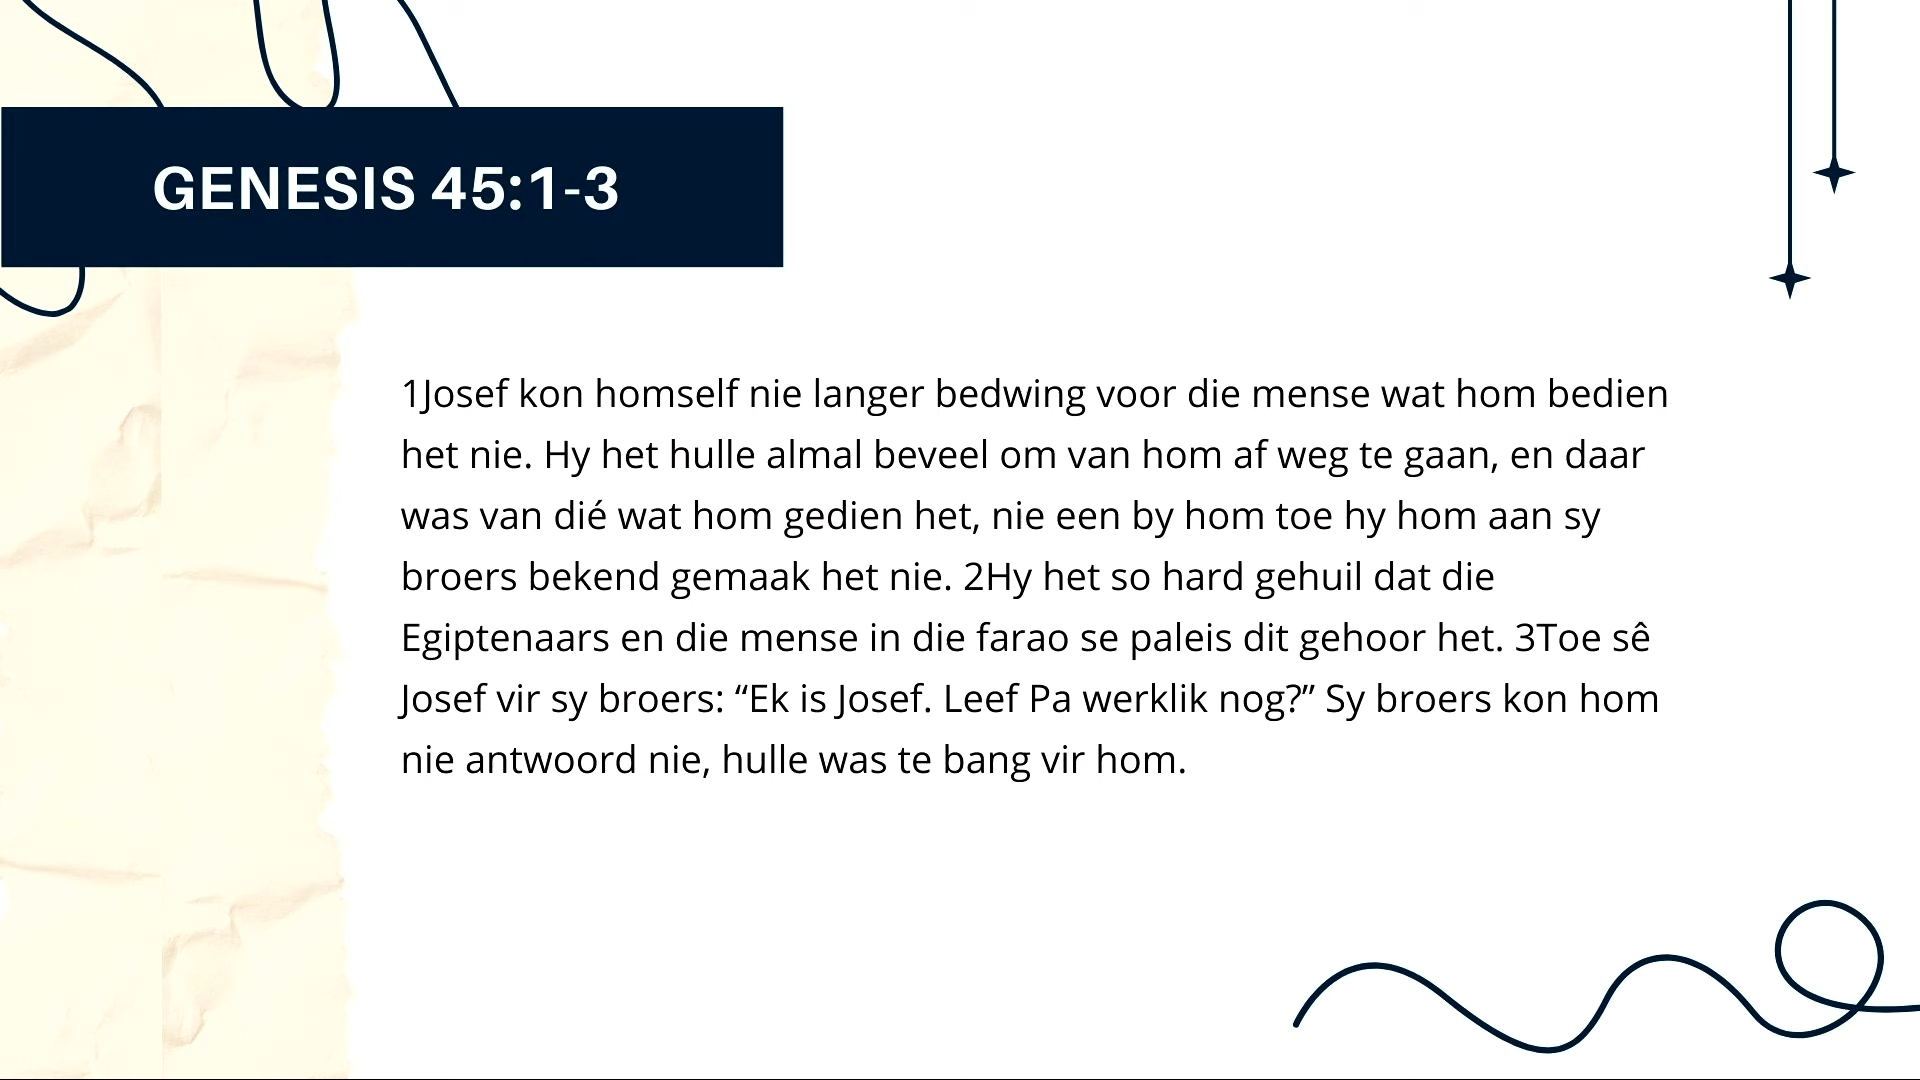 GENESIS 45:1-3
1Josef kon homself nie langer bedwing voor die mense wat hom bedien
het nie. Hy het hulle almal beveel om van hom af weg te gaan, en daar
was van dié wat hom gedien het, nie een by hom toe hy hom aan sy
broers bekend gemaak het nie. 2Hy het so hard gehuil dat die
Egiptenaars en die mense in die farao se paleis dit gehoor het. 3Toe sê
Josef vir sy broers: “Ek is Josef. Leef Pa werklik nog?” Sy broers kon hom
nie antwoord nie, hulle was te bang vir hom.